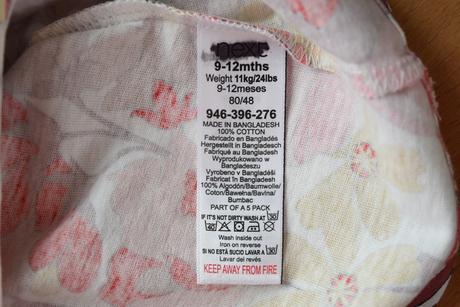 next
9-12mths
Weight 11kg/24lbs
9-12meses
80/48
946-396-276
MADE IN BANGLADESH
100% COTTON
Fabricado en Bangladés
Hergestellt in Bangladesch
Fabriqué au Bangladesh
Wyprodukowano w
Bangladeszu
Vyrobeno v Bangladéši
Fabricat în Bangladesh
100% Algodón/Baumwolle/
Coton/Bawełna/Bavlna/
Bumbac
PART OF A 5 PACK
IF IT'S NOT DIRTY WASH AT 30
40
Wash inside out
Iron on reverse
SI NO ESTÁ SUCIO LAVAR A 30
Lavar del revés
KEEP AWAY FROM FIRE